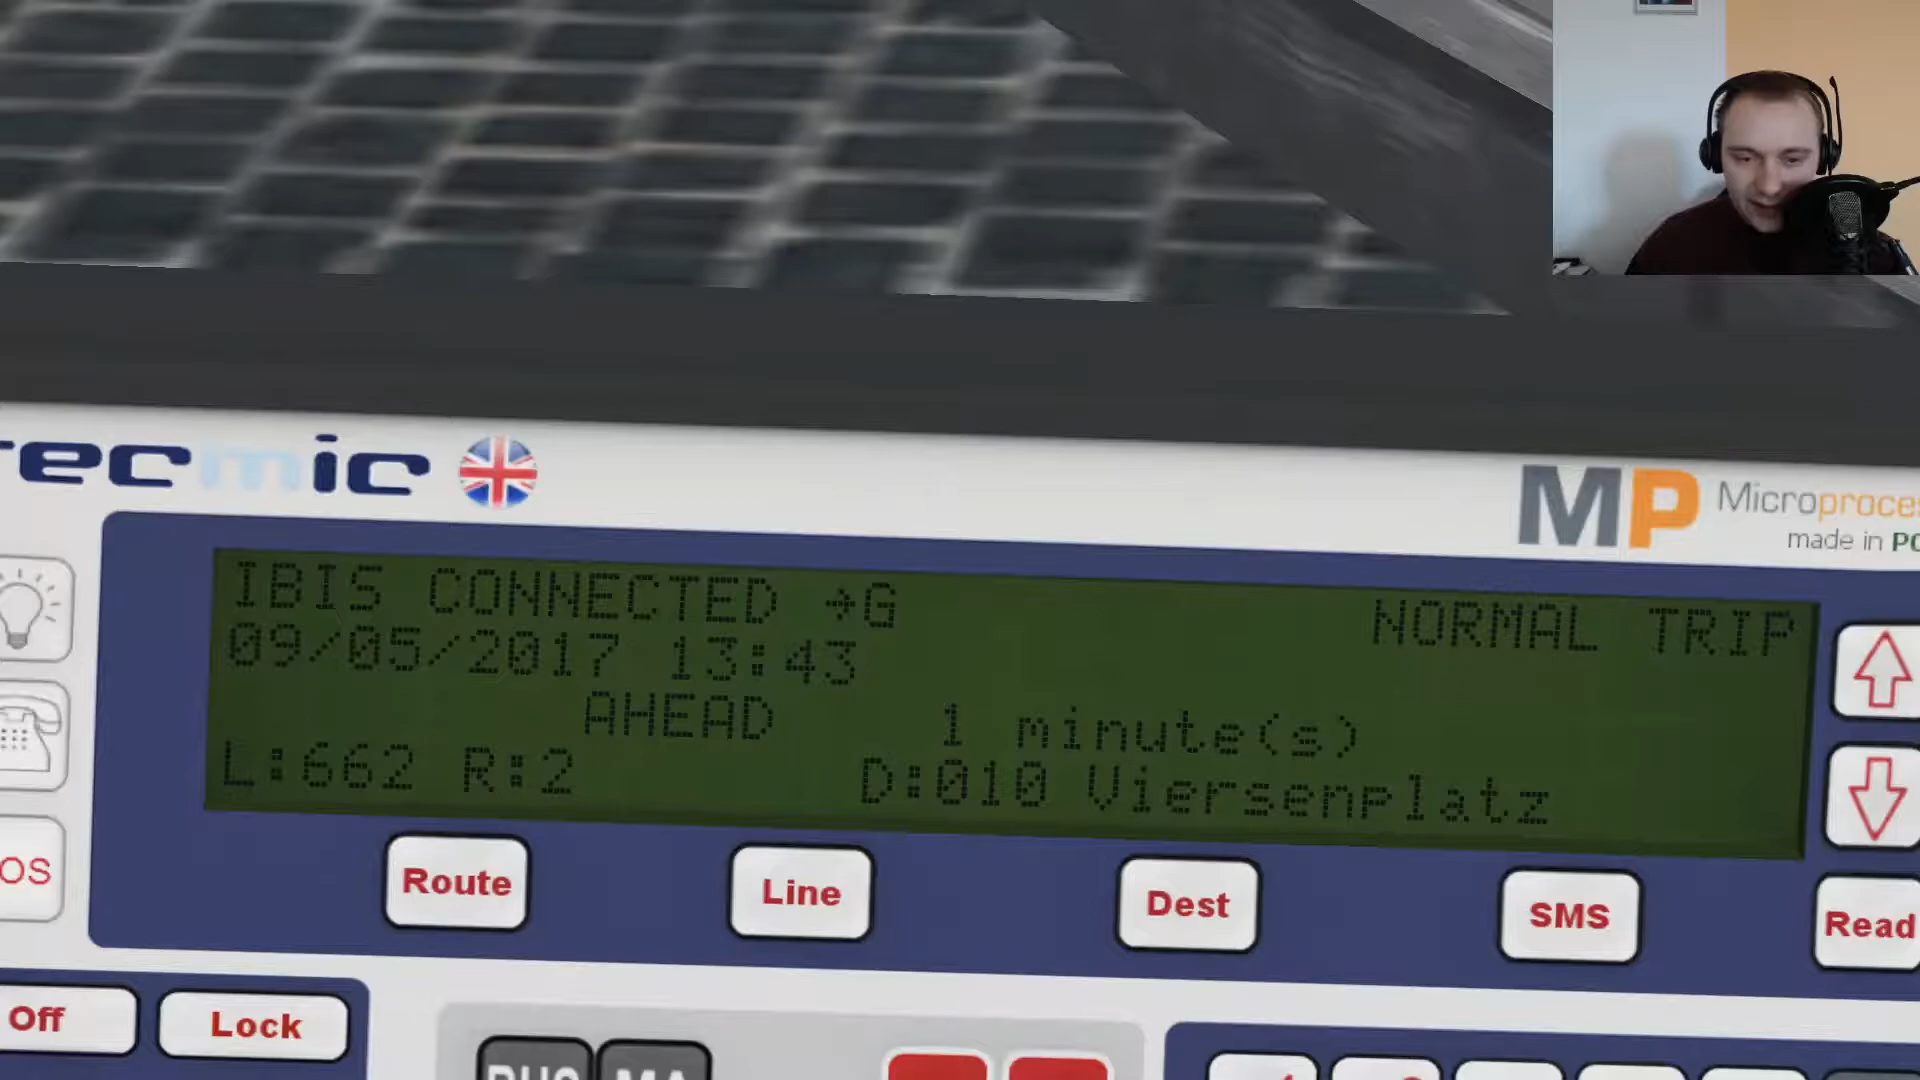 tecmic
MP Microproce
made in PO
IBIS CONNECTED →G NORMAL TRIP
09/05/2017 13:43
AHEAD 1 minute(s)
L:662 R:2 D:010 Viersenplatz
OS
Route Line Dest SMS Read
Off Lock